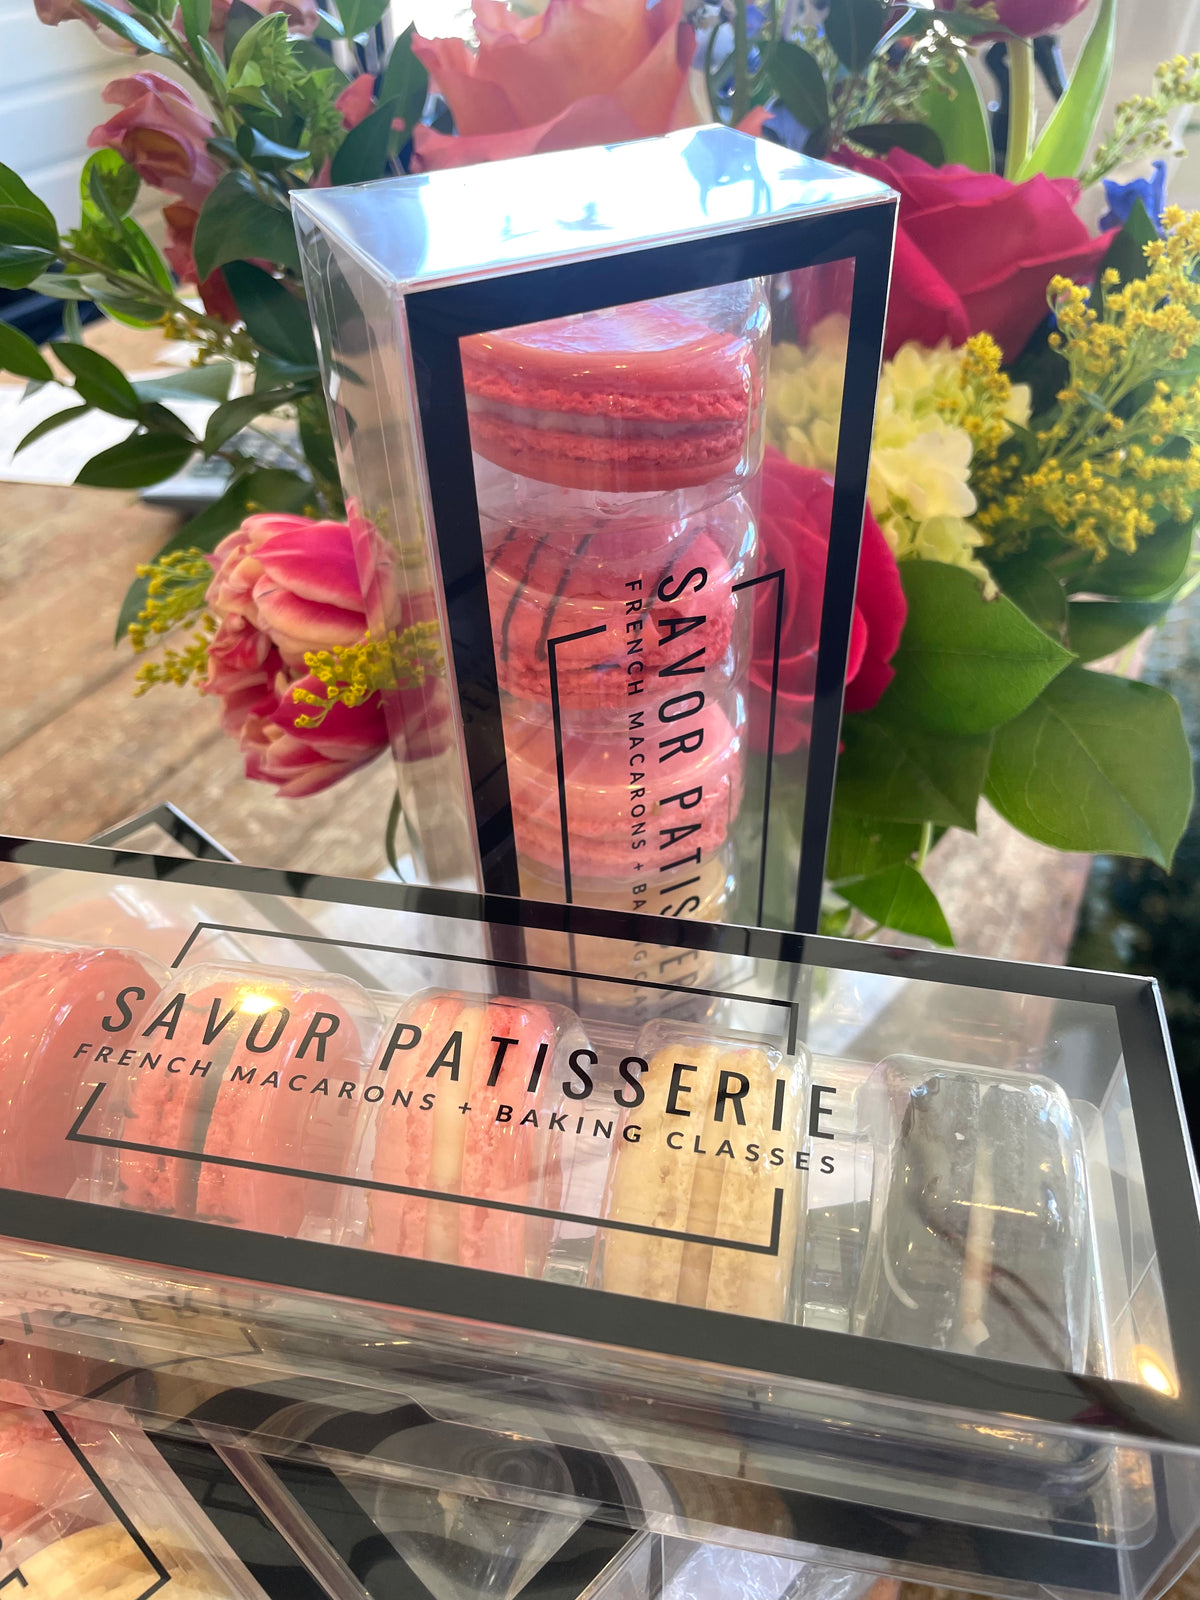 SAVOR PATISSERIE
FRENCH MACARONS + BAKING CLASSES
SAVOR PATISSERIE
FRENCH MACARONS + BAKING CLASSES